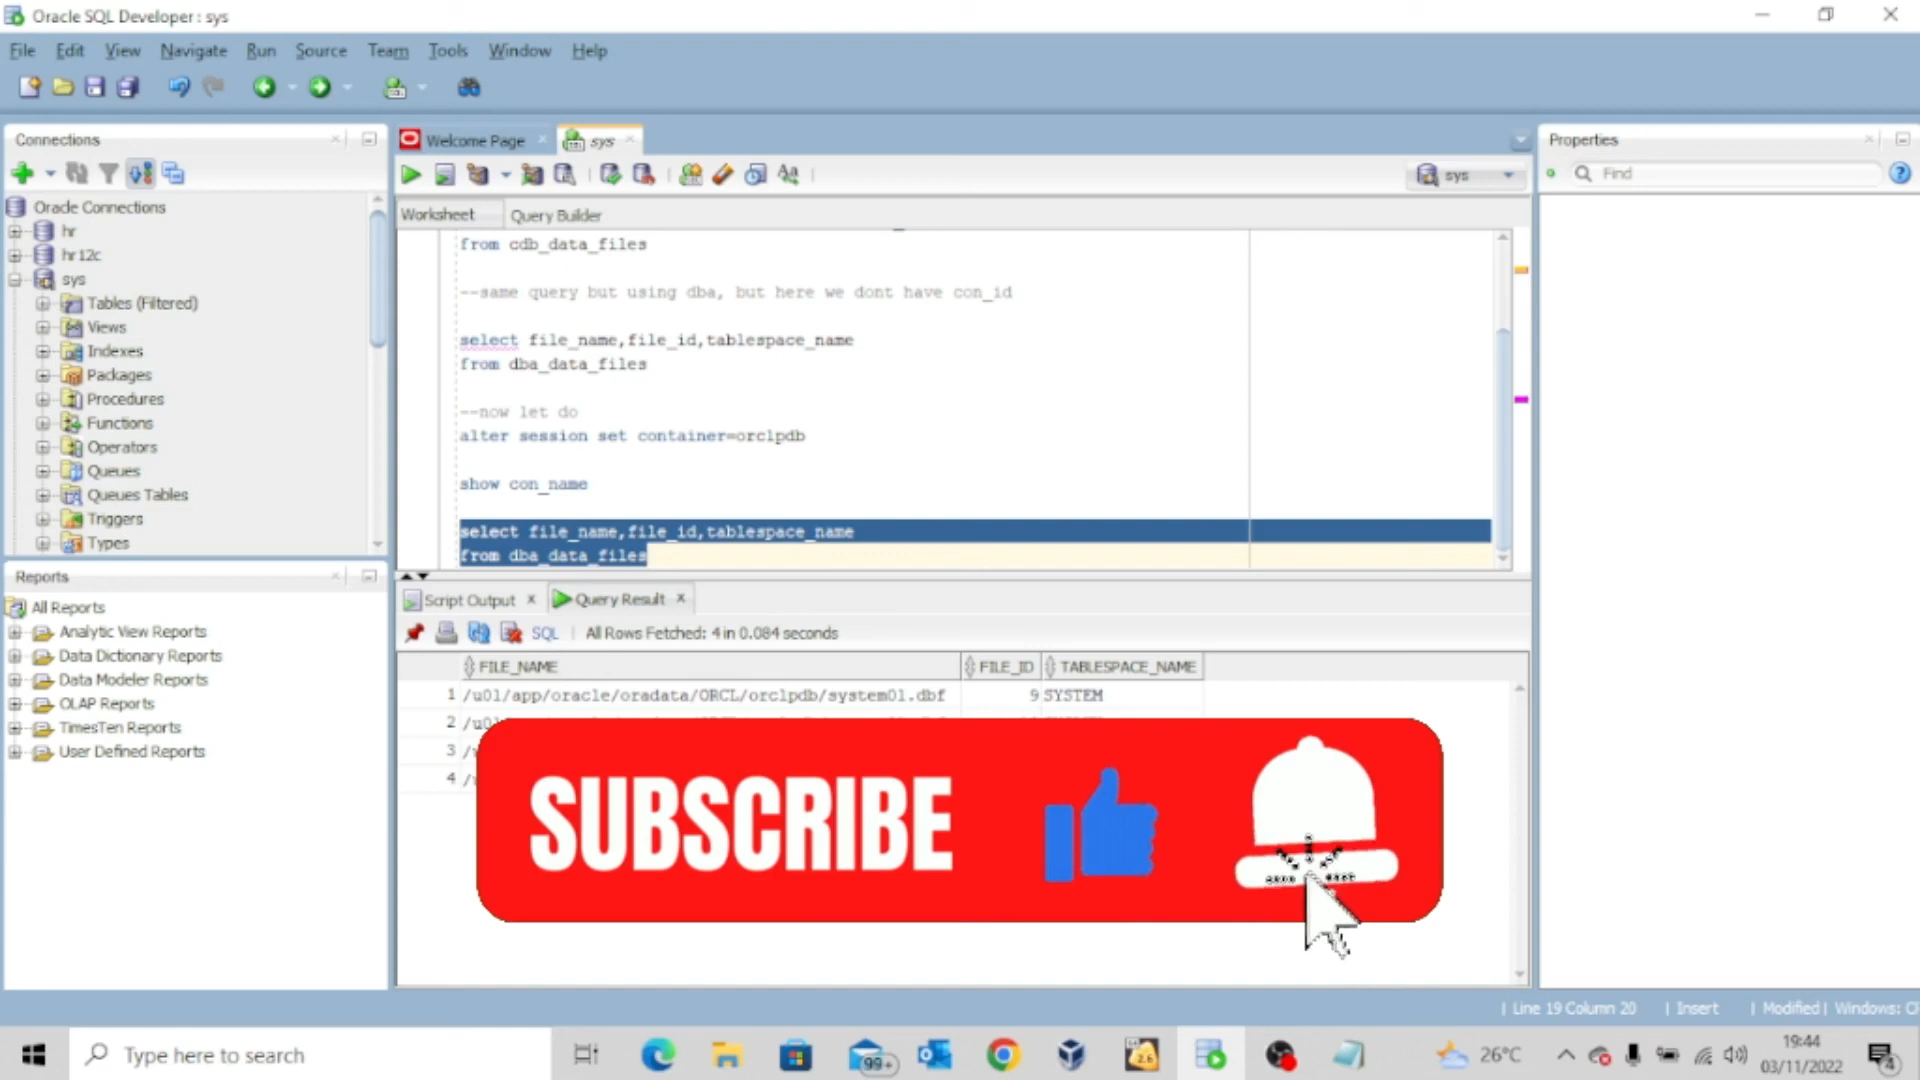 Oracle SQL Developer : sys
File Edit View Navigate Run Source Team Tools Window Help
Connections
Oracle Connections
hr
hr12c
sys
Tables (Filtered)
Views
Indexes
Packages
Procedures
Functions
Operators
Queues
Queues Tables
Triggers
Types
Reports
All Reports
Analytic View Reports
Data Dictionary Reports
Data Modeler Reports
OLAP Reports
TimesTen Reports
User Defined Reports
Welcome Page
sys
sys
Worksheet Query Builder
from cdb_data_files
--same query but using dba, but here we dont have con_id
select file_name,file_id,tablespace_name
from dba_data_files
--now let do
alter session set container=orclpdb
show con_name
select file_name,file_id,tablespace_name
from dba_data_files
Script Output Query Result
SQL All Rows Fetched: 4 in 0.084 seconds
FILE_NAME FILE_ID TABLESPACE_NAME
1 /u01/app/oracle/oradata/ORCL/orclpdb/system01.dbf 9 SYSTEM
2 /u01
3
4
SUBSCRIBE
Properties
Find
Line 19 Column 20 Insert Modified Windows:
Type here to search
99+
2.6
26°C
19:44
03/11/2022
4